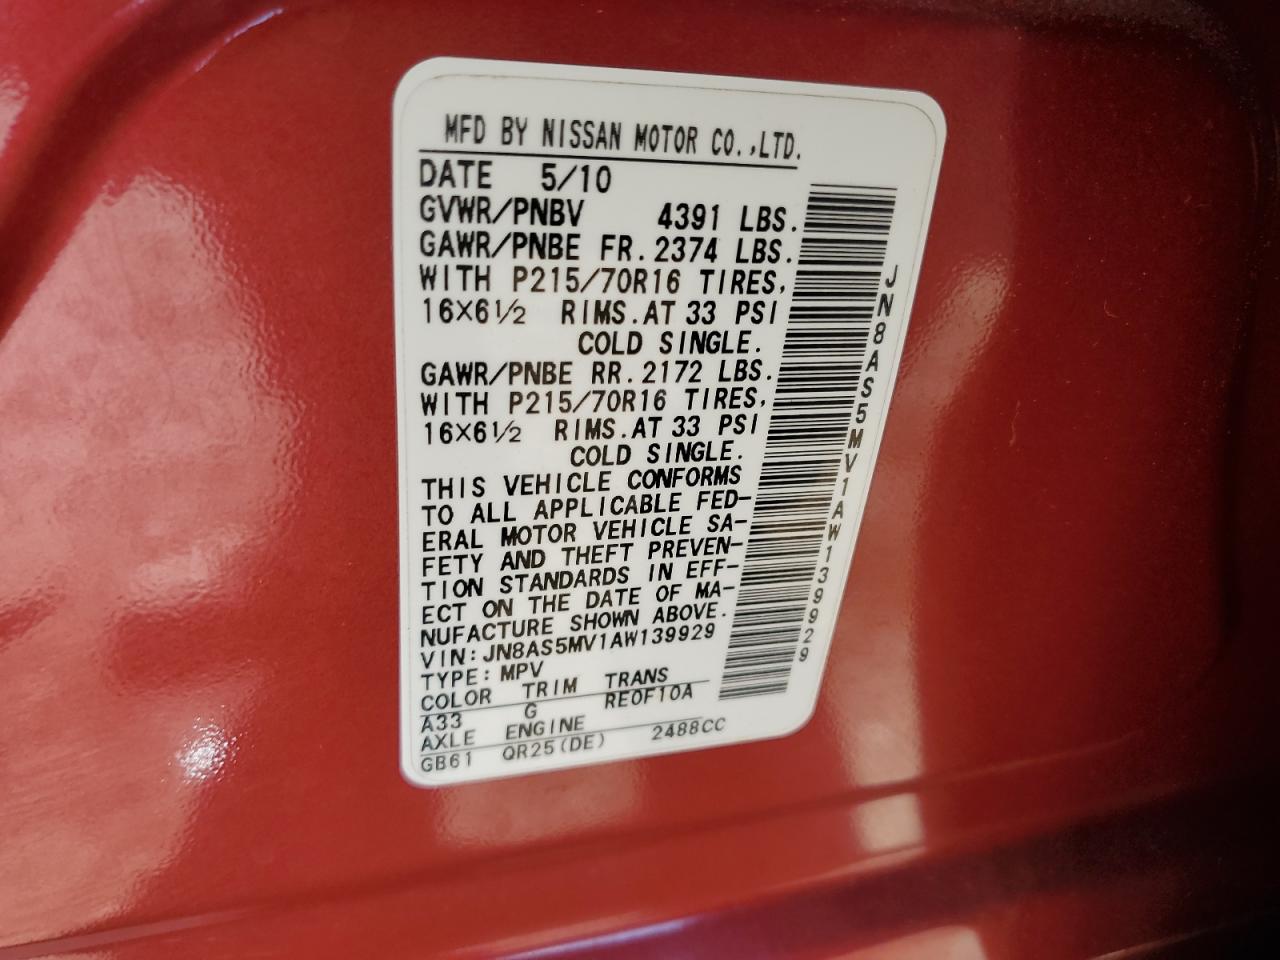 MFD BY NISSAN MOTOR CO.,LTD.
DATE 5/10
GVWR/PNBV 4391 LBS.
GAWR/PNBE FR. 2374 LBS.
WITH P215/70R16 TIRES,
16X6½ RIMS. AT 33 PSI
COLD SINGLE.
GAWR/PNBE RR. 2172 LBS.
WITH P215/70R16 TIRES,
16X6½ RIMS. AT 33 PSI
COLD SINGLE.
THIS VEHICLE CONFORMS
TO ALL APPLICABLE FED-
ERAL MOTOR VEHICLE SA-
FETY AND THEFT PREVEN-
TION STANDARDS IN EFF-
ECT ON THE DATE OF MA-
NUFACTURE SHOWN ABOVE.
VIN: JN8AS5MV1AW139929
TYPE: MPV
COLOR TRIM TRANS
A33 G RE0F10A
AXLE ENGINE
GB61 QR25(DE) 2488CC
JN8AS5MV1AW139929